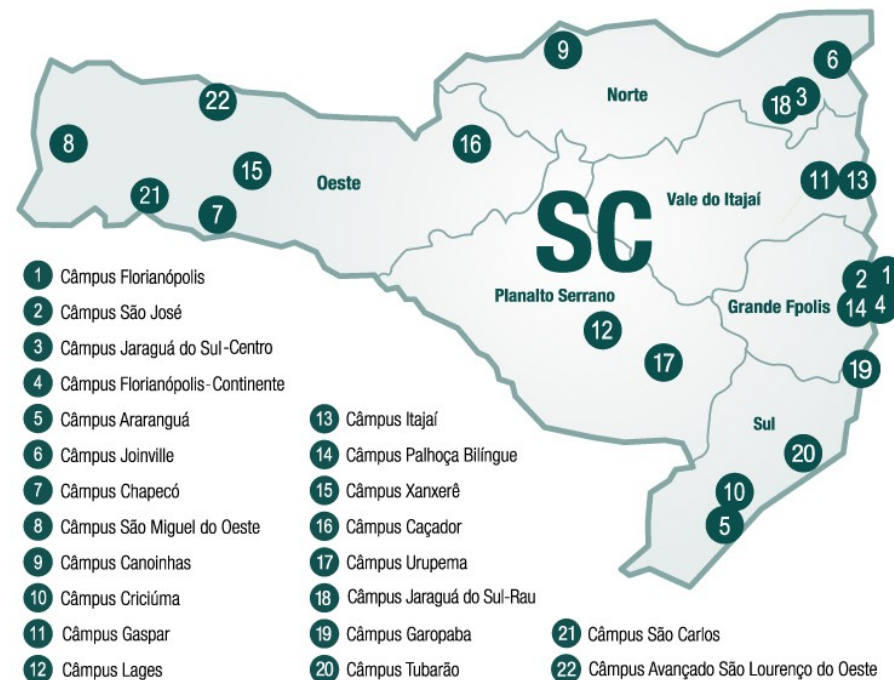 9
6
Norte
22
18
3
8
16
15
Oeste
11
13
21
7
SC
Vale do Itajaí
1 Câmpus Florianópolis
Planalto Serrano
Grande Fpolis
2
1
14
4
2 Câmpus São José
12
3 Câmpus Jaraguá do Sul-Centro
17
19
4 Câmpus Florianópolis-Continente
5 Câmpus Araranguá
Sul
6 Câmpus Joinville
20
7 Câmpus Chapecó
10
8 Câmpus São Miguel do Oeste
5
9 Câmpus Canoinhas
10 Câmpus Criciúma
11 Câmpus Gaspar
12 Câmpus Lages
13 Câmpus Itajaí
14 Câmpus Palhoça Bilíngue
15 Câmpus Xanxerê
16 Câmpus Caçador
17 Câmpus Urupema
18 Câmpus Jaraguá do Sul-Rau
19 Câmpus Garopaba
20 Câmpus Tubarão
21 Câmpus São Carlos
22 Câmpus Avançado São Lourenço do Oeste